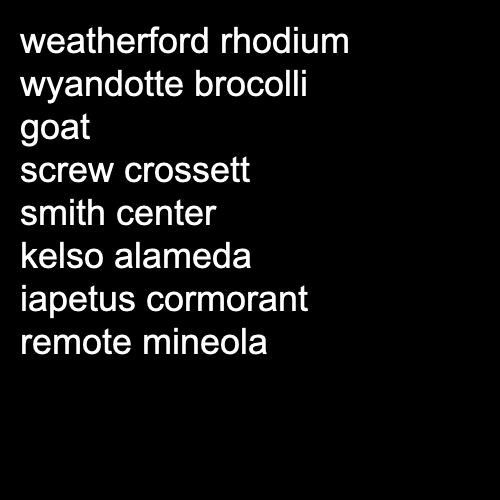 weatherford rhodium
wyandotte brocolli
goat
screw crossett
smith center
kelso alameda
iapetus cormorant
remote mineola